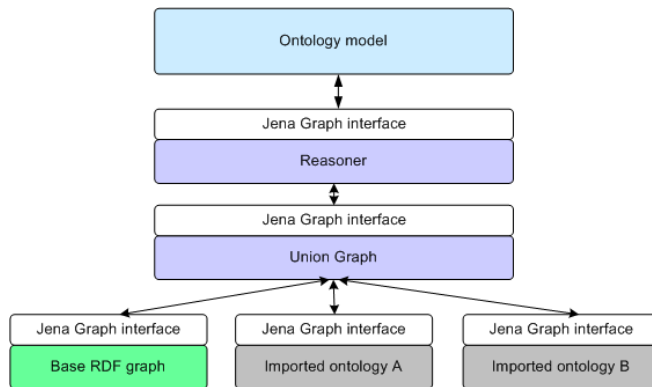 Ontology model
Jena Graph interface
Reasoner
Jena Graph interface
Union Graph
Jena Graph interface
Jena Graph interface
Jena Graph interface
Base RDF graph
Imported ontology A
Imported ontology B